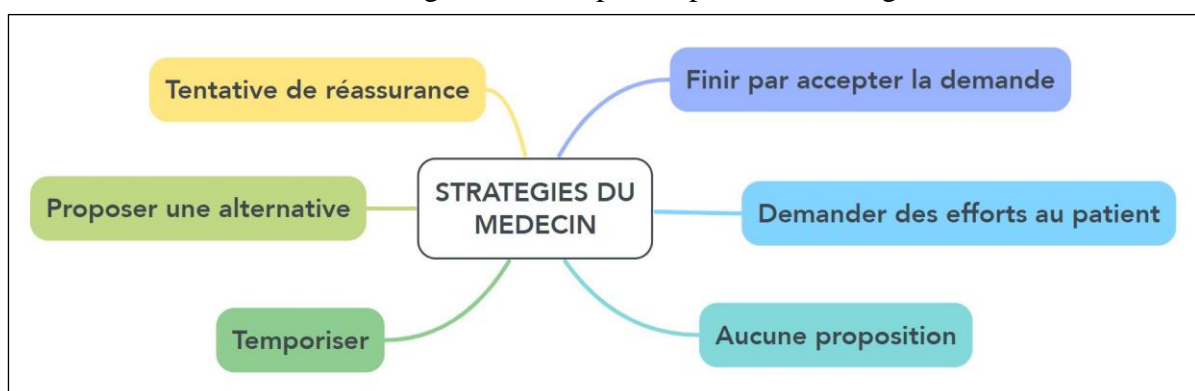 Tentative de réassurance
Finir par accepter la demande
Proposer une alternative
STRATEGIES DU
MEDECIN
Demander des efforts au patient
Temporiser
Aucune proposition